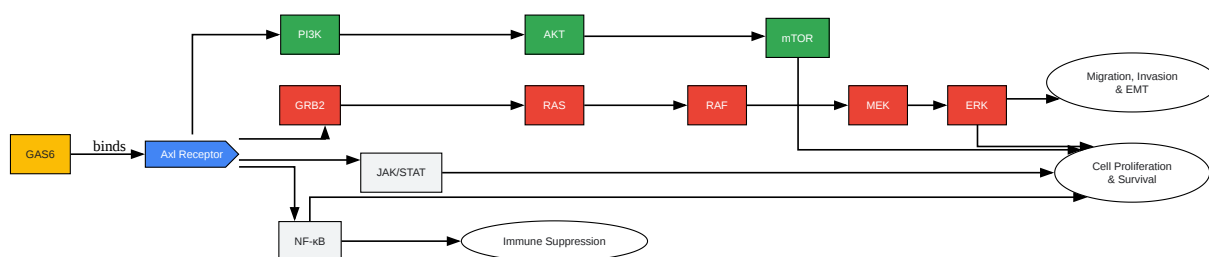 PI3K
AKT
mTOR
Migration, Invasion
& EMT
GRB2
RAS
RAF
MEK
ERK
GAS6
binds
Axl Receptor
JAK/STAT
Cell Proliferation
& Survival
NF-κB
Immune Suppression